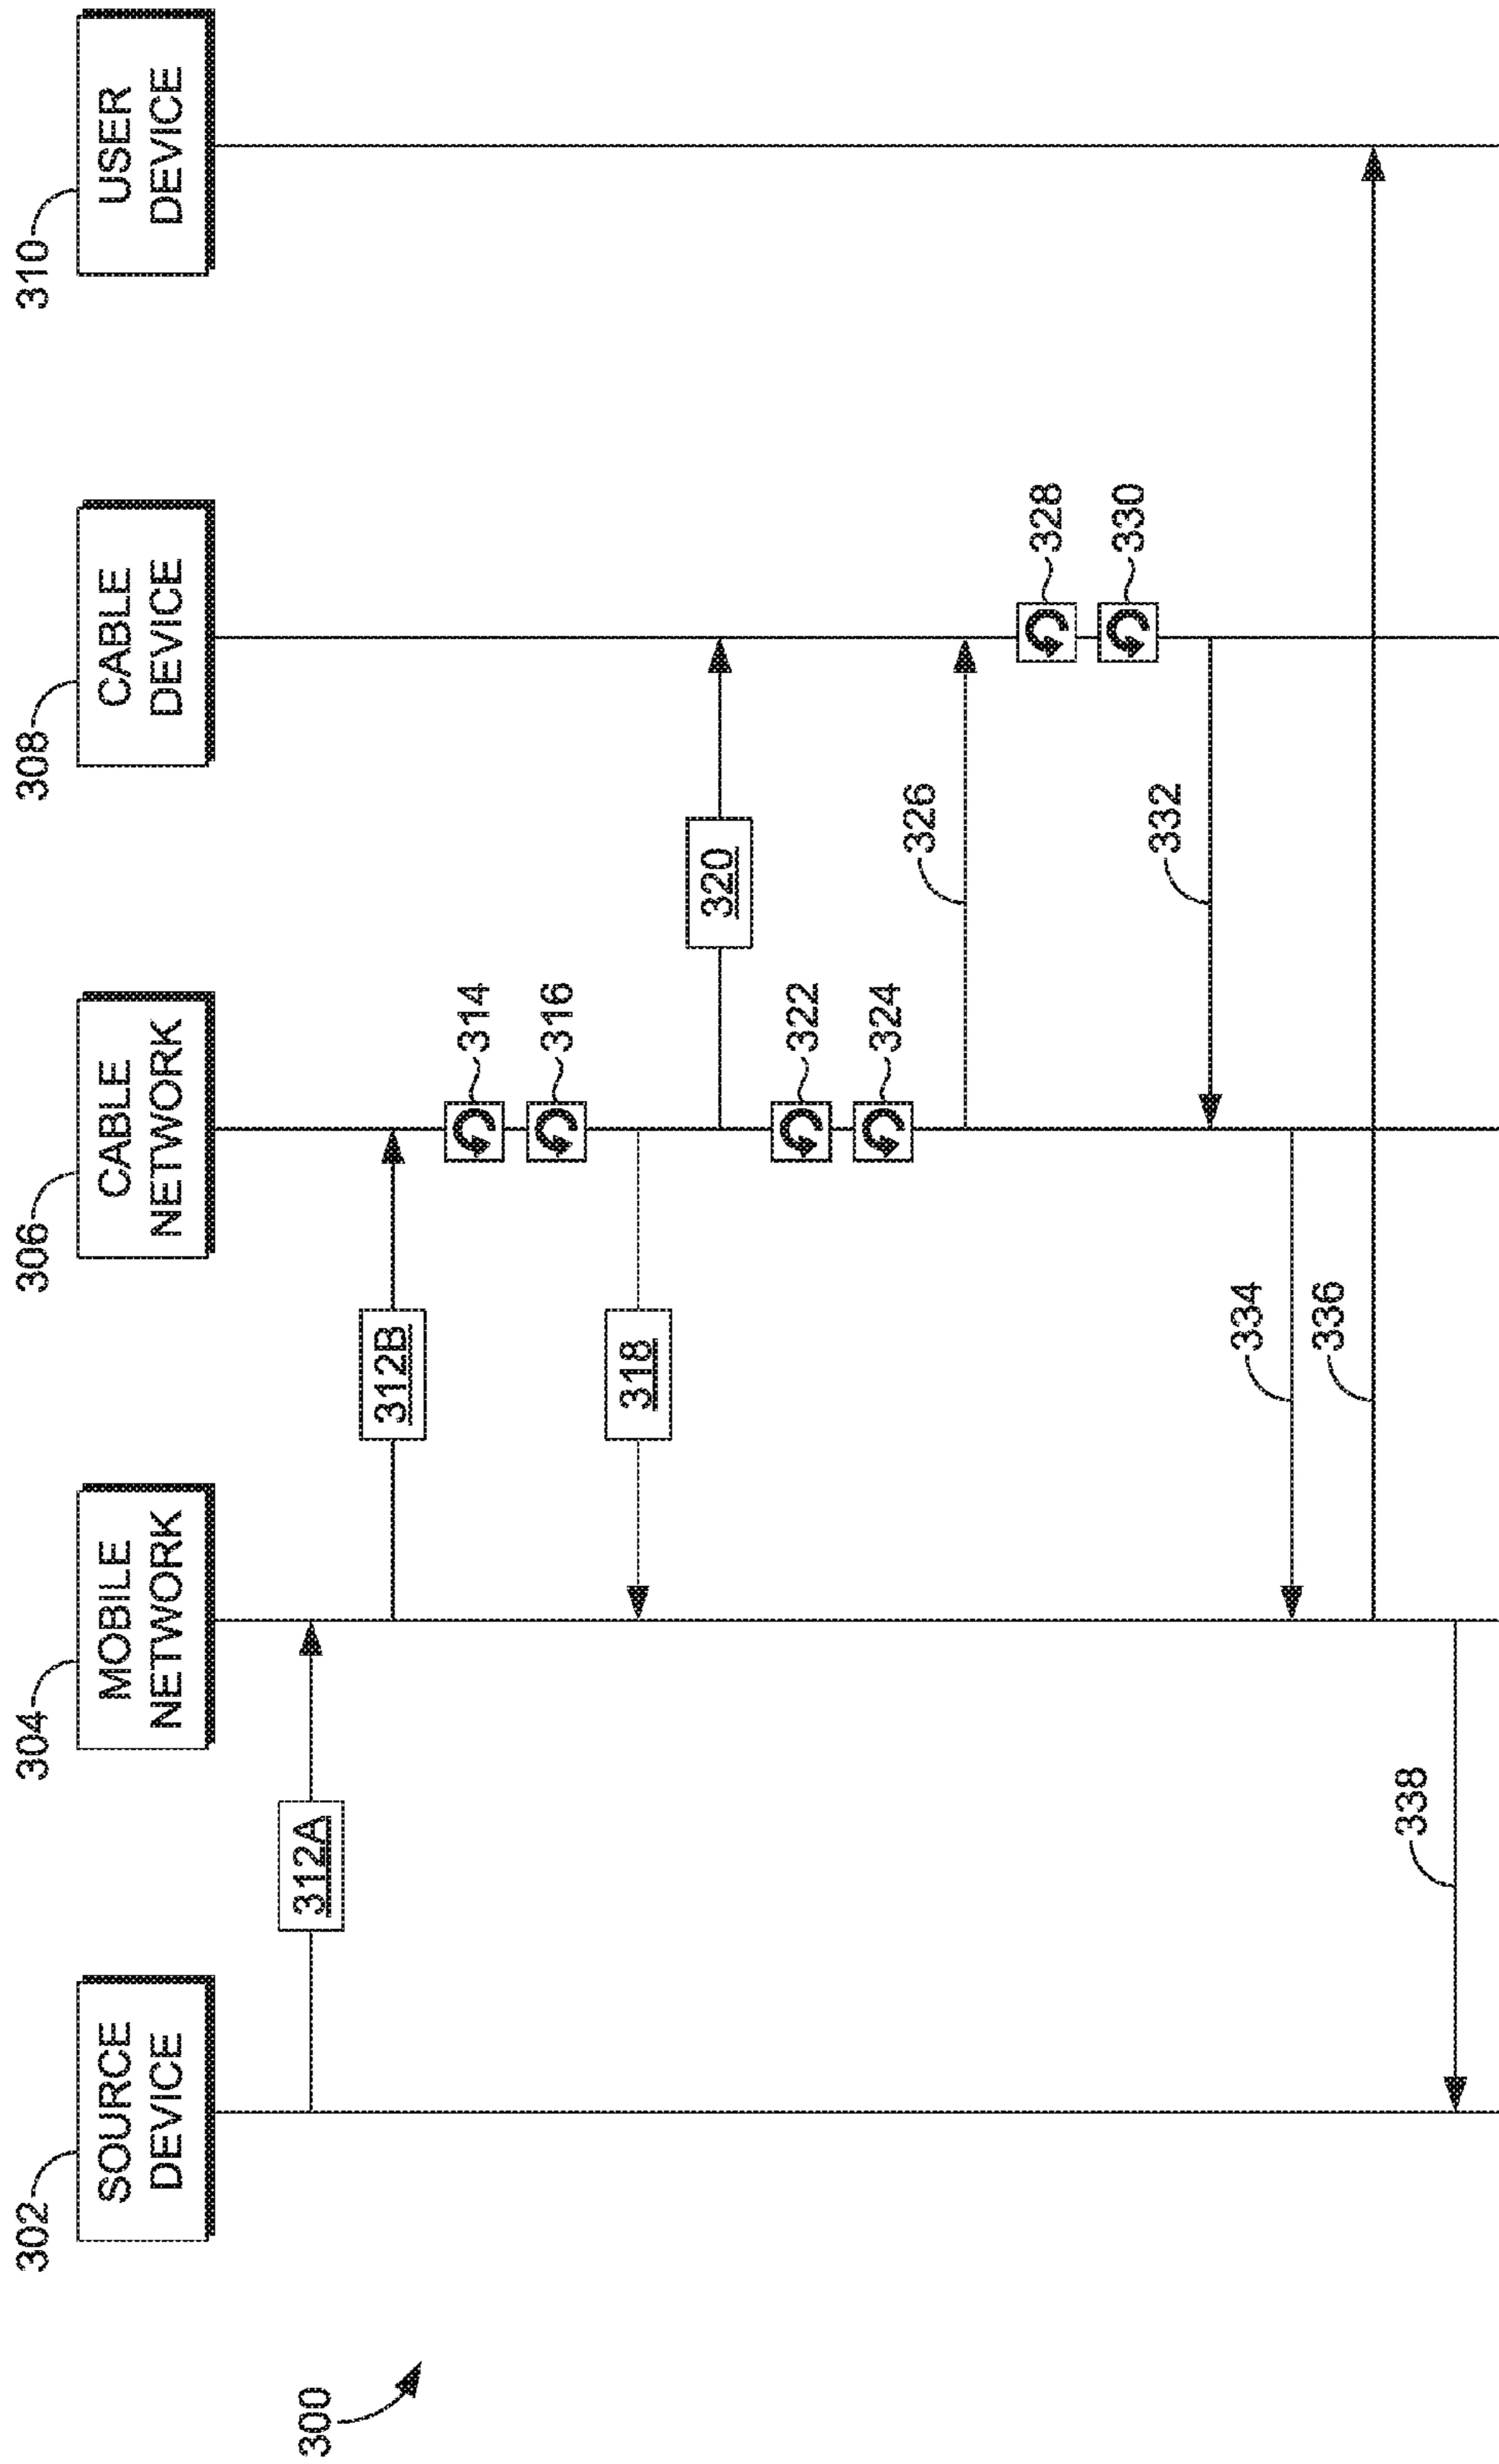 300
302
SOURCE
DEVICE
304
MOBILE
NETWORK
306
CABLE
NETWORK
308
CABLE
DEVICE
310
USER
DEVICE
312A
312B
314
316
318
320
322
324
326
328
330
332
334
336
338